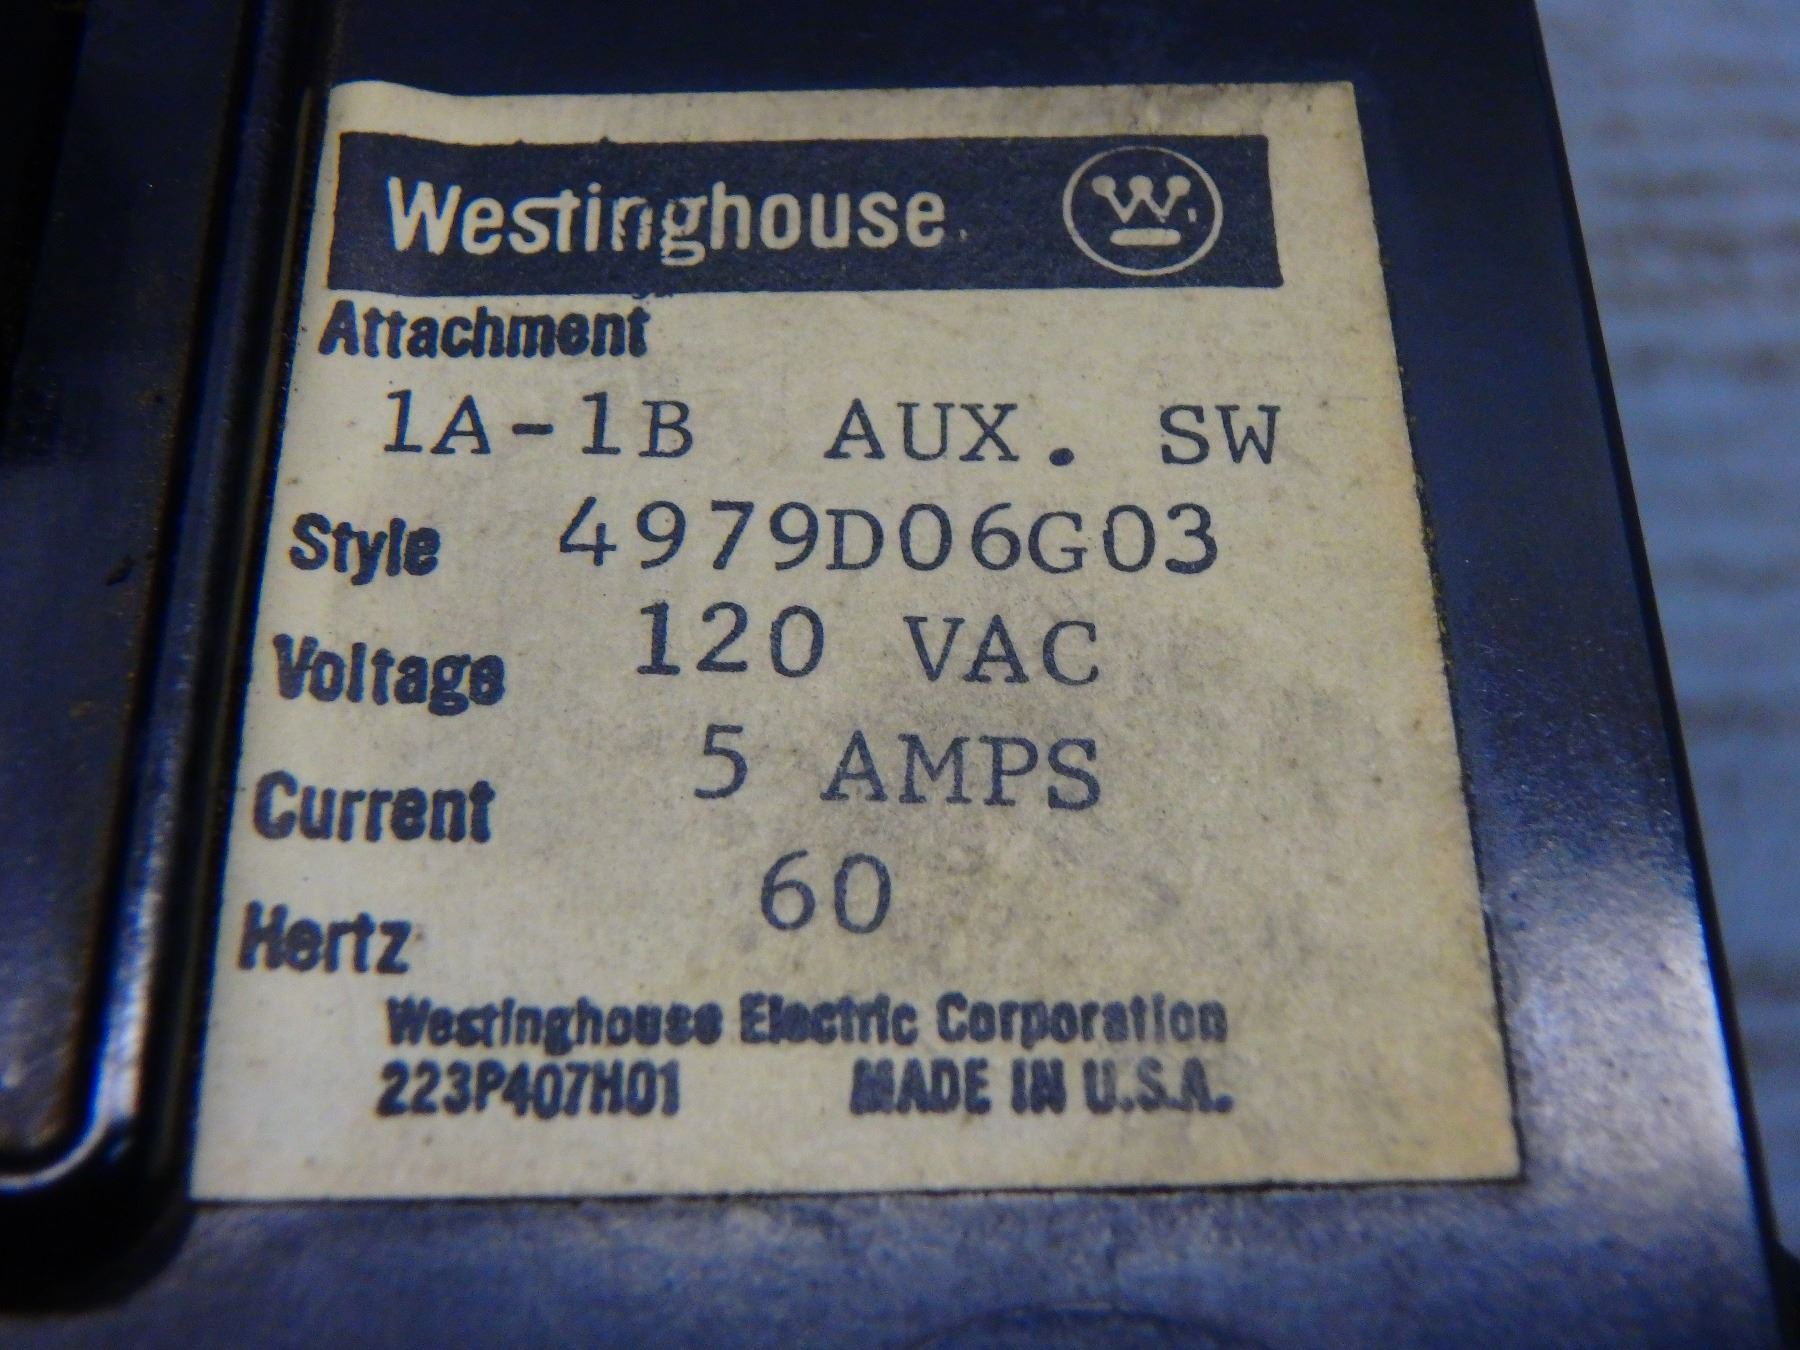 Westinghouse W
Attachment
1A-1B AUX. SW
Style 4979D06G03
Voltage 120 VAC
Current 5 AMPS
Hertz 60
Westinghouse Electric Corporation
223P407H01 MADE IN U.S.A.